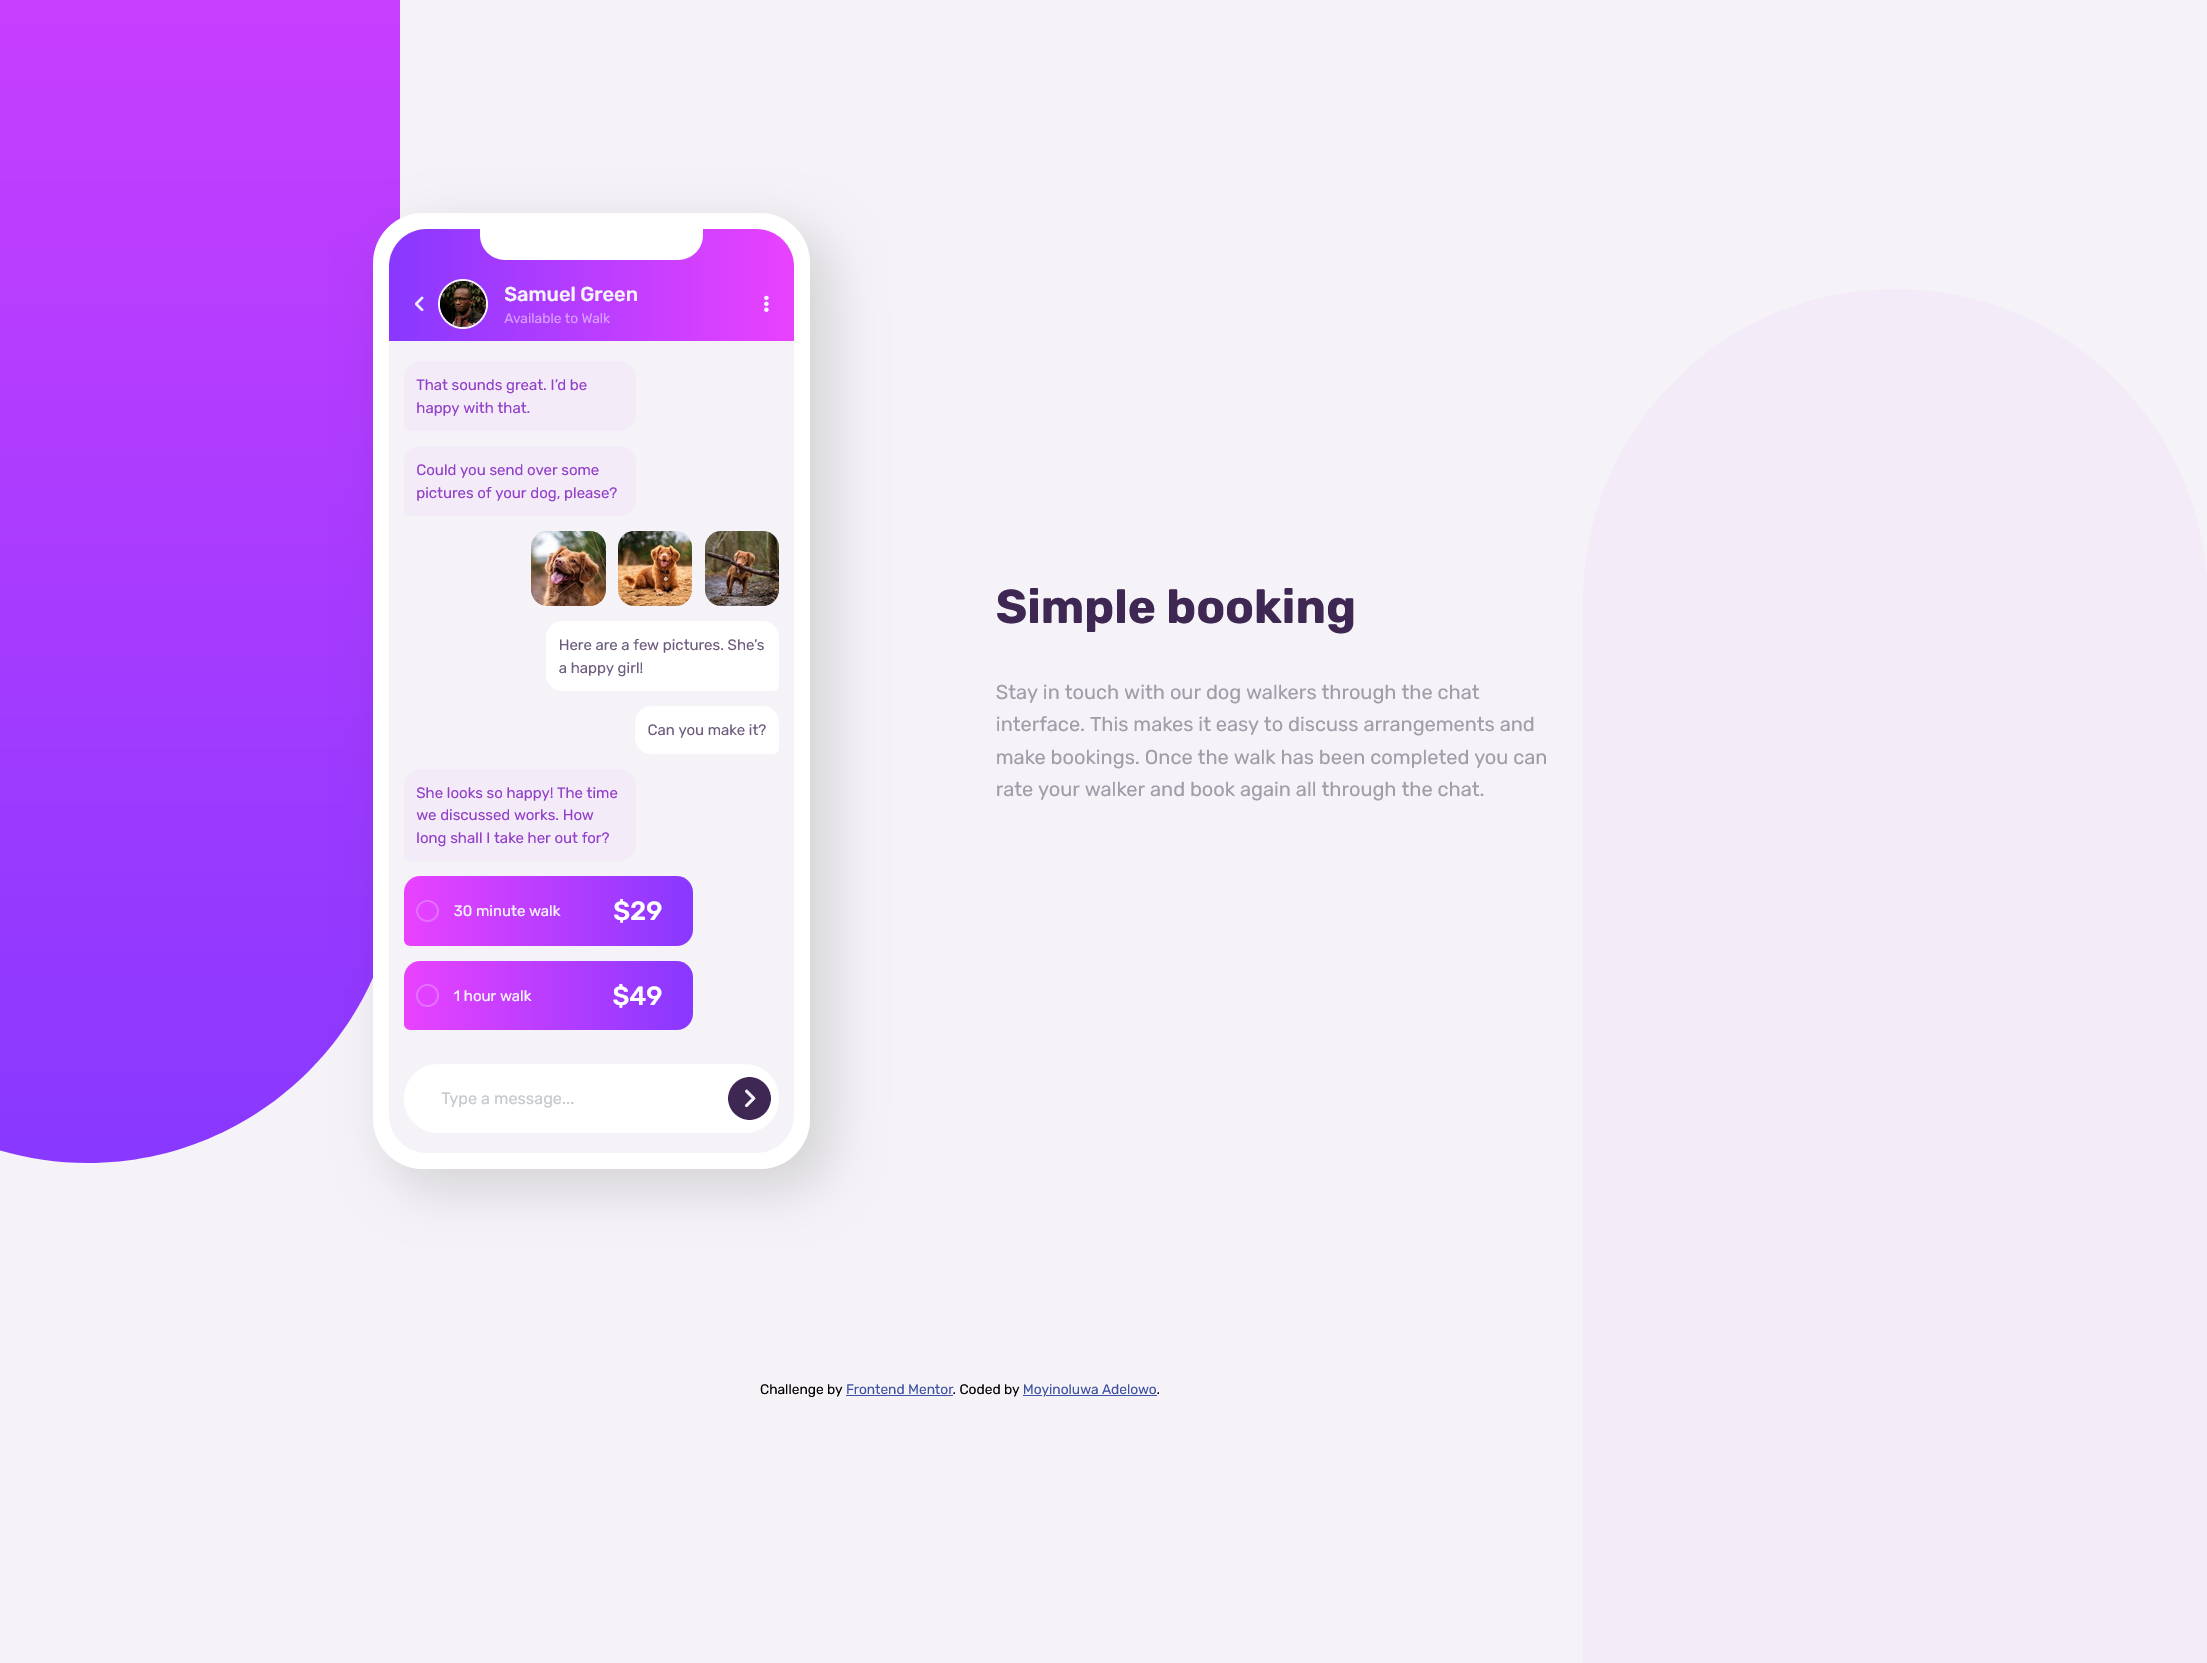 Samuel Green
Available to Walk
That sounds great. I’d be
happy with that.
Could you send over some
pictures of your dog, please?
Here are a few pictures. She’s
a happy girl!
Can you make it?
She looks so happy! The time
we discussed works. How
long shall I take her out for?
30 minute walk $29
1 hour walk $49
Type a message...
Simple booking
Stay in touch with our dog walkers through the chat
interface. This makes it easy to discuss arrangements and
make bookings. Once the walk has been completed you can
rate your walker and book again all through the chat.
Challenge by Frontend Mentor. Coded by Moyinoluwa Adelowo.